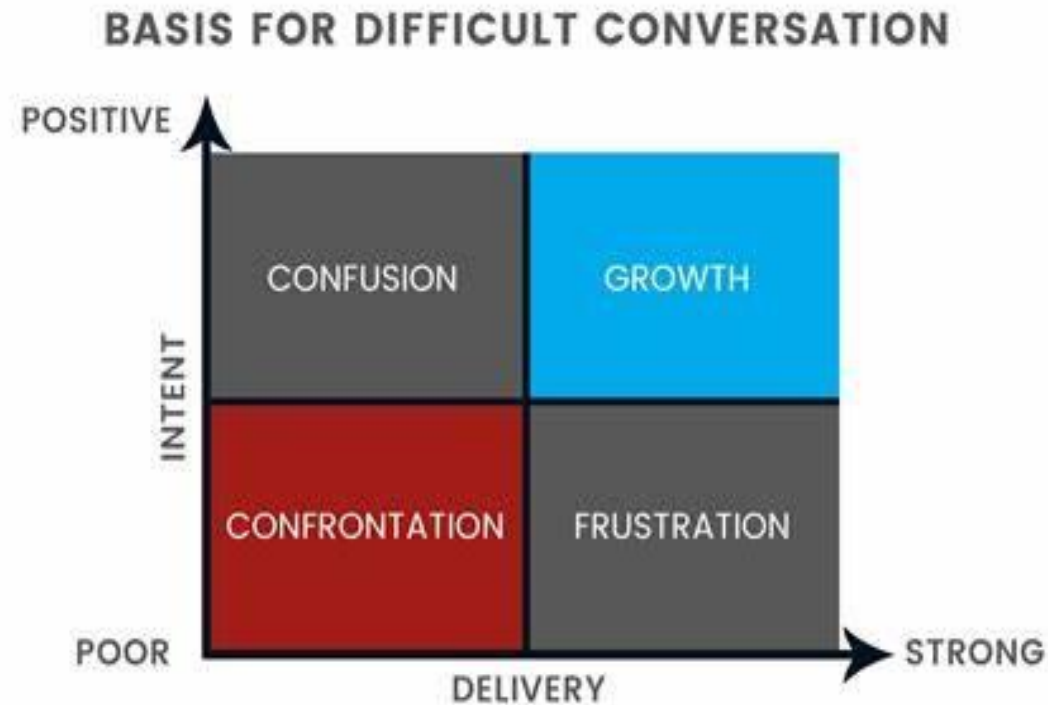 BASIS FOR DIFFICULT CONVERSATION
POSITIVE
CONFUSION
GROWTH
INTENT
CONFRONTATION
FRUSTRATION
POOR
STRONG
DELIVERY